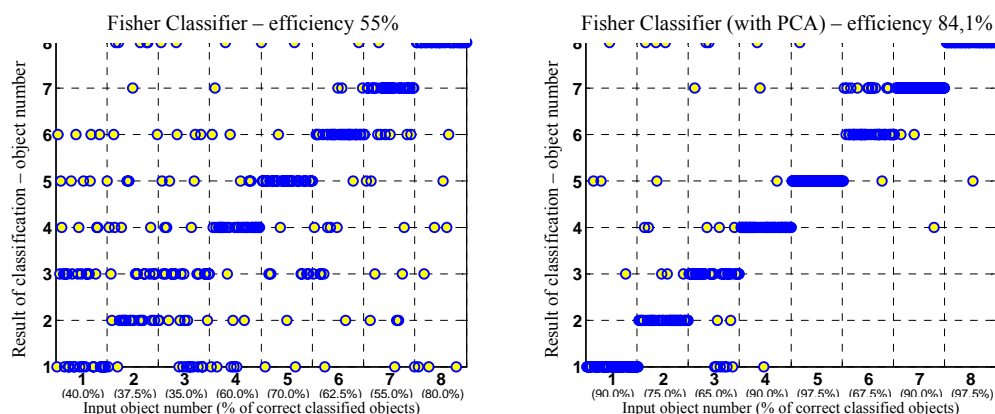 Fisher Classifier – efficiency 55%
Result of classification – object number
8
7
6
5
4
3
2
1
1 2 3 4 5 6 7 8
(40.0%) (37.5%) (35.0%) (60.0%) (70.0%) (62.5%) (55.0%) (80.0%)
Input object number (% of correct classified objects)
Fisher Classifier (with PCA) – efficiency 84,1%
Result of classification – object number
8
7
6
5
4
3
2
1
1 2 3 4 5 6 7 8
(90.0%) (75.0%) (65.0%) (90.0%) (97.5%) (67.5%) (90.0%) (97.5%)
Input object number (% of correct classified objects)